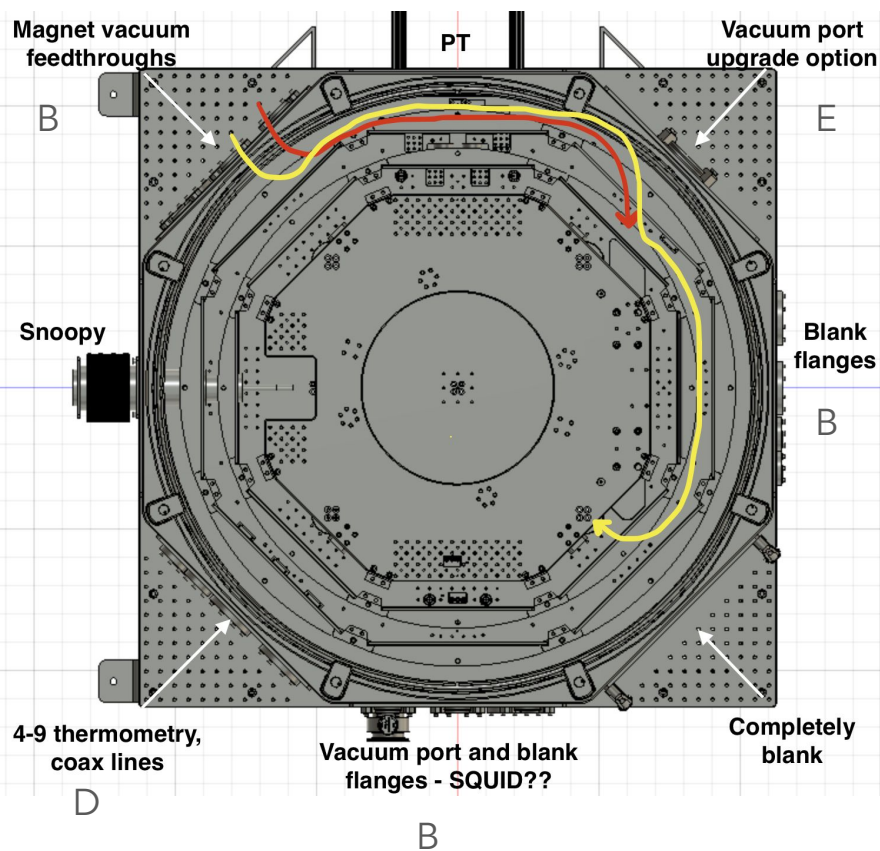 Magnet vacuum
feedthroughs
PT
Vacuum port
upgrade option
B
E
Snoopy
Blank
flanges
B
4-9 thermometry,
coax lines
Vacuum port and blank
flanges - SQUID??
Completely
blank
D
B